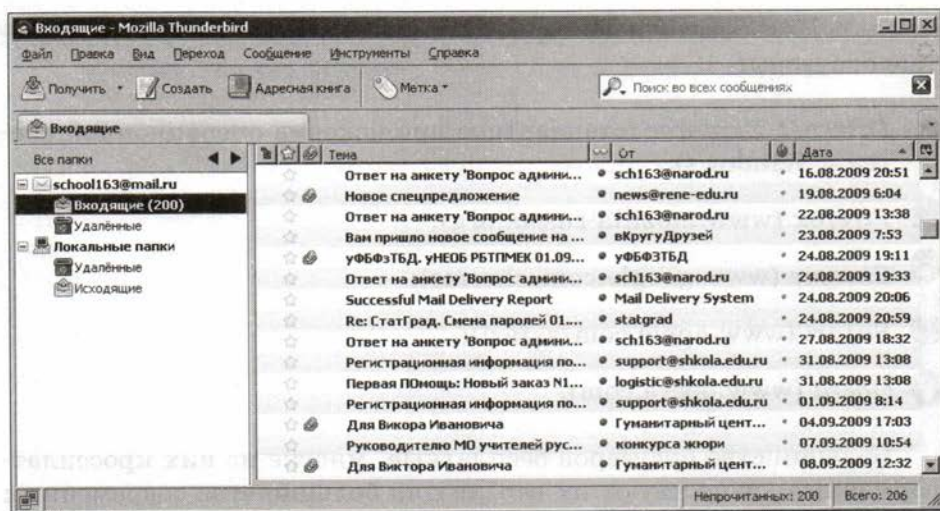 Входящие - Mozilla Thunderbird
Файл Правка Вид Переход Сообщение Инструменты Справка
Получить Создать Адресная книга Метка Поиск во всех сообщениях
Входящие
Все папки Тема От Дата
school163@mail.ru
Входящие (200)
Удалённые
Локальные папки
Удалённые
Исходящие
Ответ на анкету "Вопрос админи... sch163@narod.ru 16.08.2009 20:51
Новое спецпредложение news@rene-edu.ru 19.08.2009 6:04
Ответ на анкету "Вопрос админи... sch163@narod.ru 22.08.2009 13:38
Вам пришло новое сообщение на ... вКругуДрузей 23.08.2009 7:53
уФБФзТБД. уНЕОБ РБТПМЕК 01.09... уФБФЗТБД 24.08.2009 19:11
Ответ на анкету "Вопрос админи... sch163@narod.ru 24.08.2009 19:33
Successful Mail Delivery Report Mail Delivery System 24.08.2009 20:06
Re: СтатГрад. Смена паролей 01.... statgrad 24.08.2009 20:59
Ответ на анкету "Вопрос админи... sch163@narod.ru 27.08.2009 18:32
Регистрационная информация по... support@shkola.edu.ru 31.08.2009 13:08
Первая ПОмощь: Новый заказ N1... logistic@shkola.edu.ru 31.08.2009 13:08
Регистрационная информация по... support@shkola.edu.ru 01.09.2009 8:14
Для Викора Ивановича Гуманитарный цент... 04.09.2009 17:03
Руководителю МО учителей рус... конкурса жюри 07.09.2009 10:54
Для Виктора Ивановича Гуманитарный цент... 08.09.2009 12:32
Непрочитанных: 200 Всего: 206